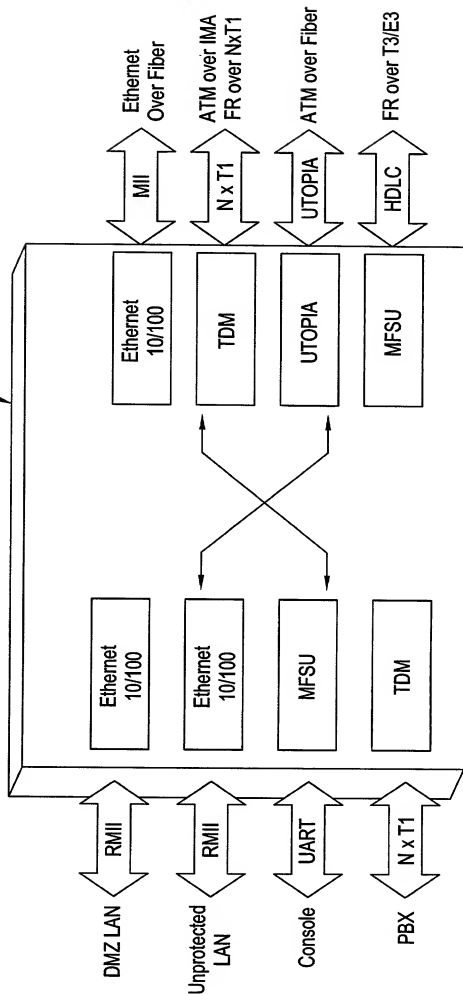 DMZ LAN
RMII
Ethernet
10/100
Unprotected
LAN
RMII
Ethernet
10/100
Console
UART
MFSU
PBX
N x T1
TDM
Ethernet
10/100
MII
Ethernet
Over Fiber
TDM
N x T1
ATM over IMA
FR over NxT1
UTOPIA
UTOPIA
ATM over Fiber
MFSU
HDLC
FR over T3/E3